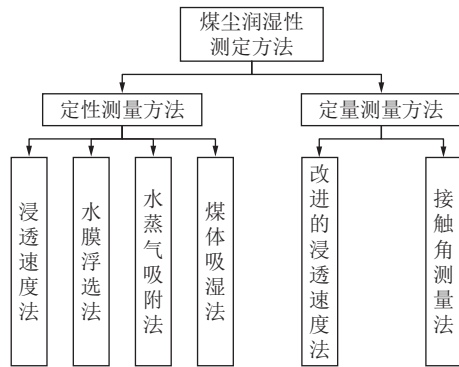 煤尘润湿性
测定方法
定性测量方法
定量测量方法
浸透速度法
水膜浮选法
水蒸气吸附法
煤体吸湿法
改进的浸透速度法
接触角测量法